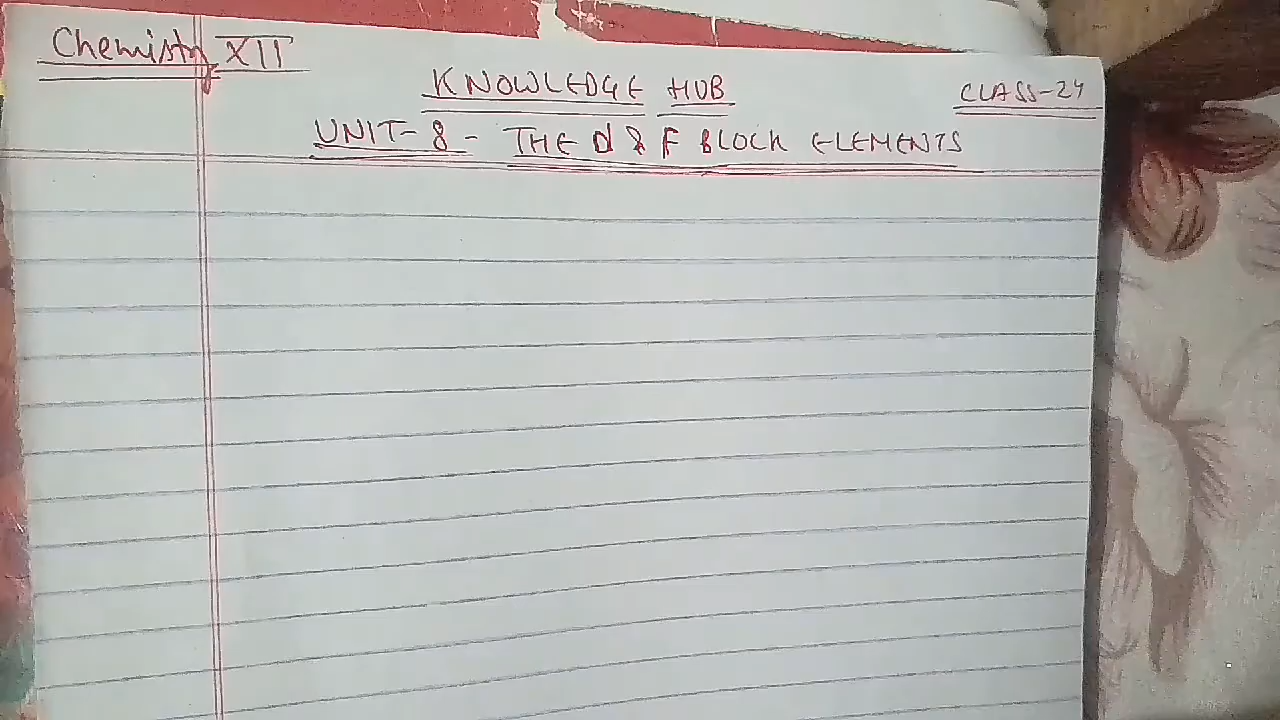 Chemistry XII
KNOWLEDGE HUB
CLASS-24
UNIT-8- THE d & F BLOCK ELEMENTS